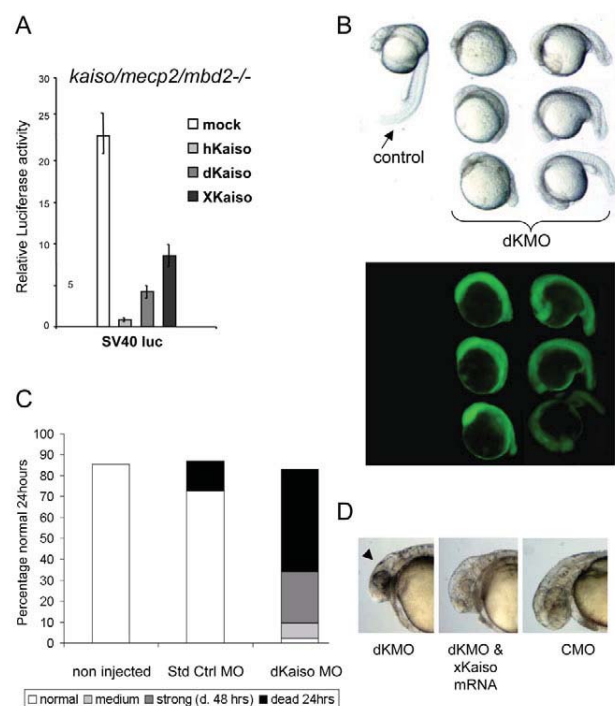 A
kaiso/mecp2/mbd2-/-
Relative Luciferase activity
30
25
20
15
10
5
0
mock
hKaiso
dKaiso
XKaiso
SV40 luc
B
control
dKMO
C
Percentage normal 24hours
100
90
80
70
60
50
40
30
20
10
0
non injected
Std Ctrl MO
dKaiso MO
normal
medium
strong (d. 48 hrs)
dead 24hrs
D
dKMO
dKMO &
xKaiso
mRNA
CMO